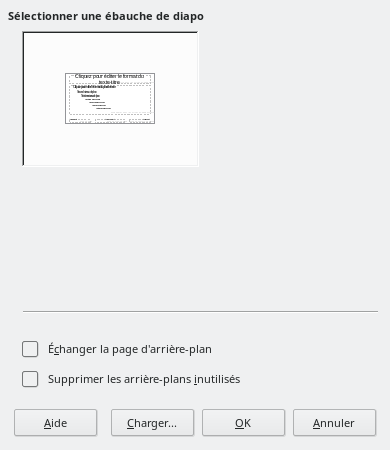 Sélectionner une ébauche de diapo
Cliquez pour éditer le format du
texte-titre
Échanger la page d'arrière-plan
Supprimer les arrière-plans inutilisés
Aide
Charger...
OK
Annuler